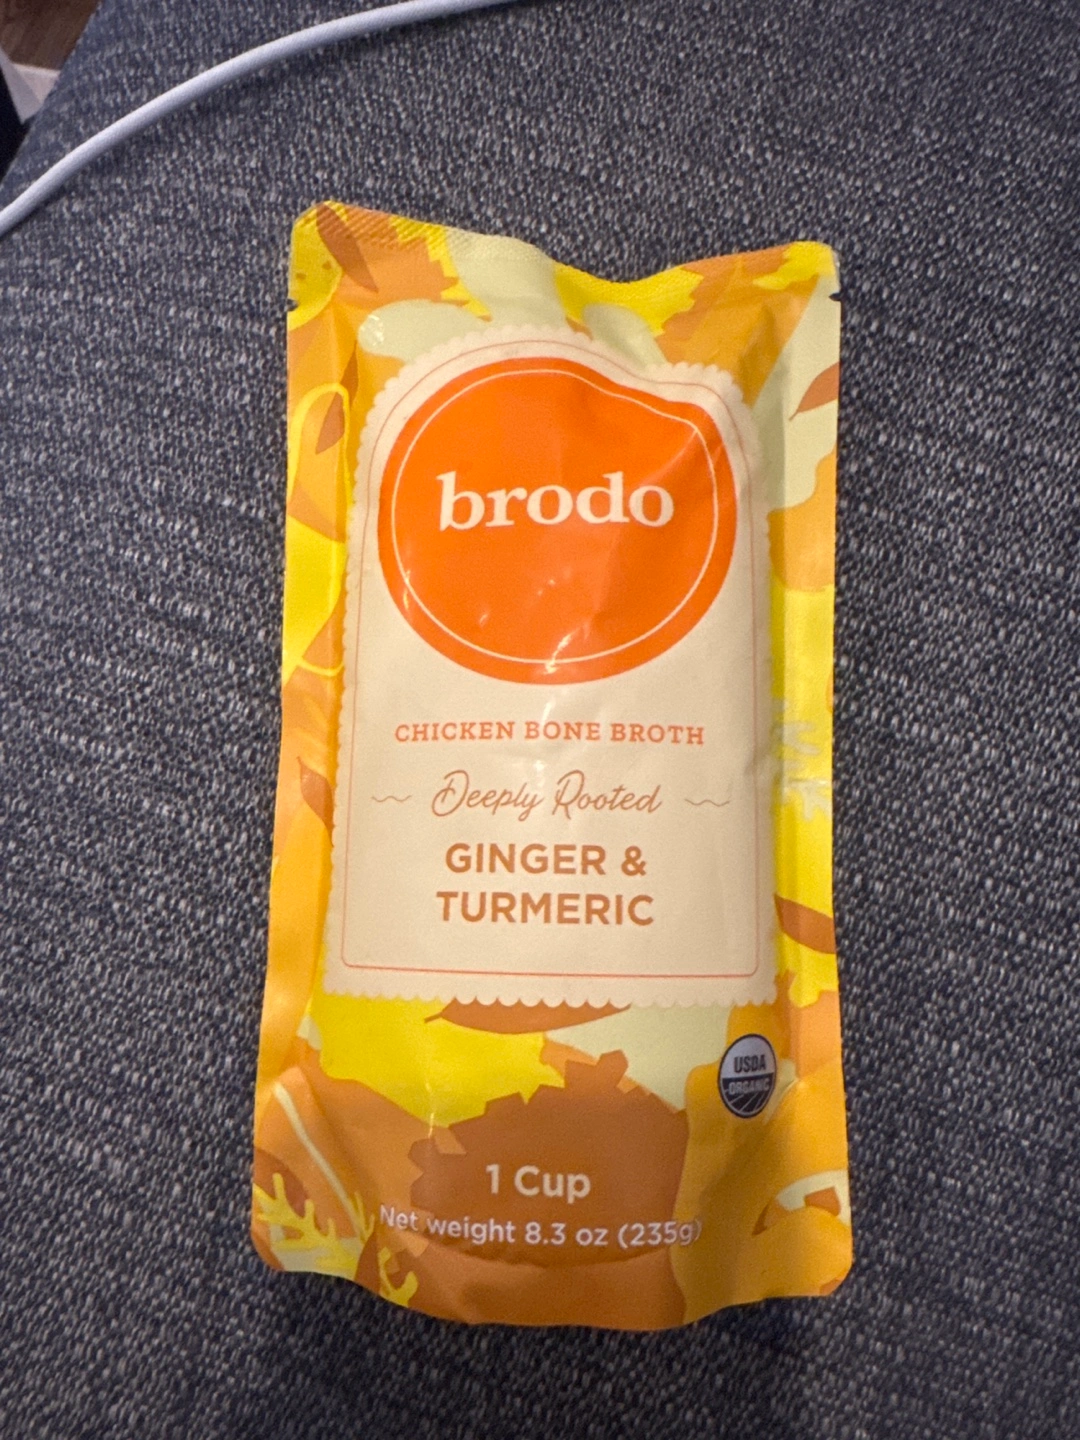 brodo
CHICKEN BONE BROTH
Deeply Rooted
GINGER &
TURMERIC
USDA
ORGANIC
1 Cup
Net weight 8.3 oz (235g)